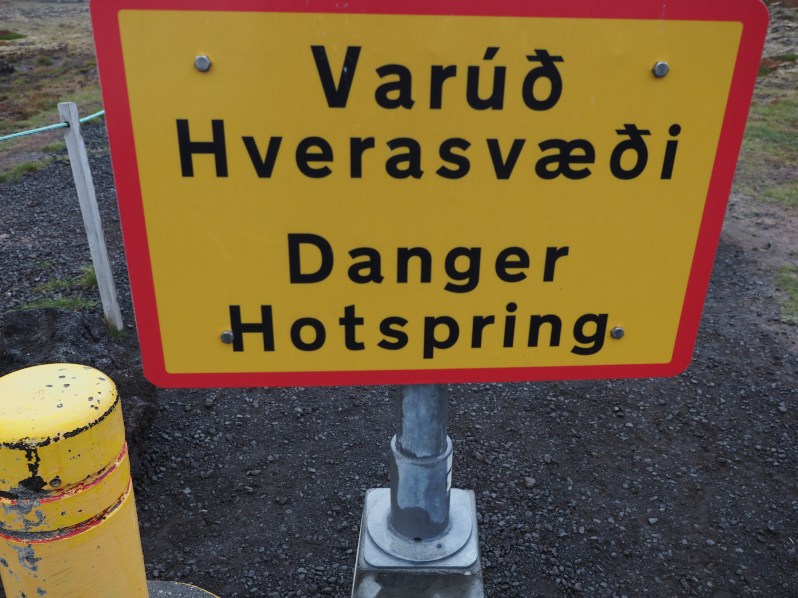 Varúð
Hverasvæði
Danger
Hotspring